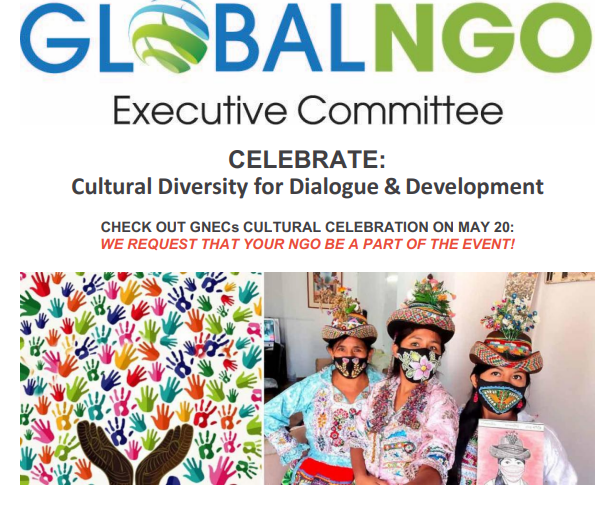 GLOBALNGO
Executive Committee
CELEBRATE:
Cultural Diversity for Dialogue & Development
CHECK OUT GNECs CULTURAL CELEBRATION ON MAY 20:
WE REQUEST THAT YOUR NGO BE A PART OF THE EVENT!